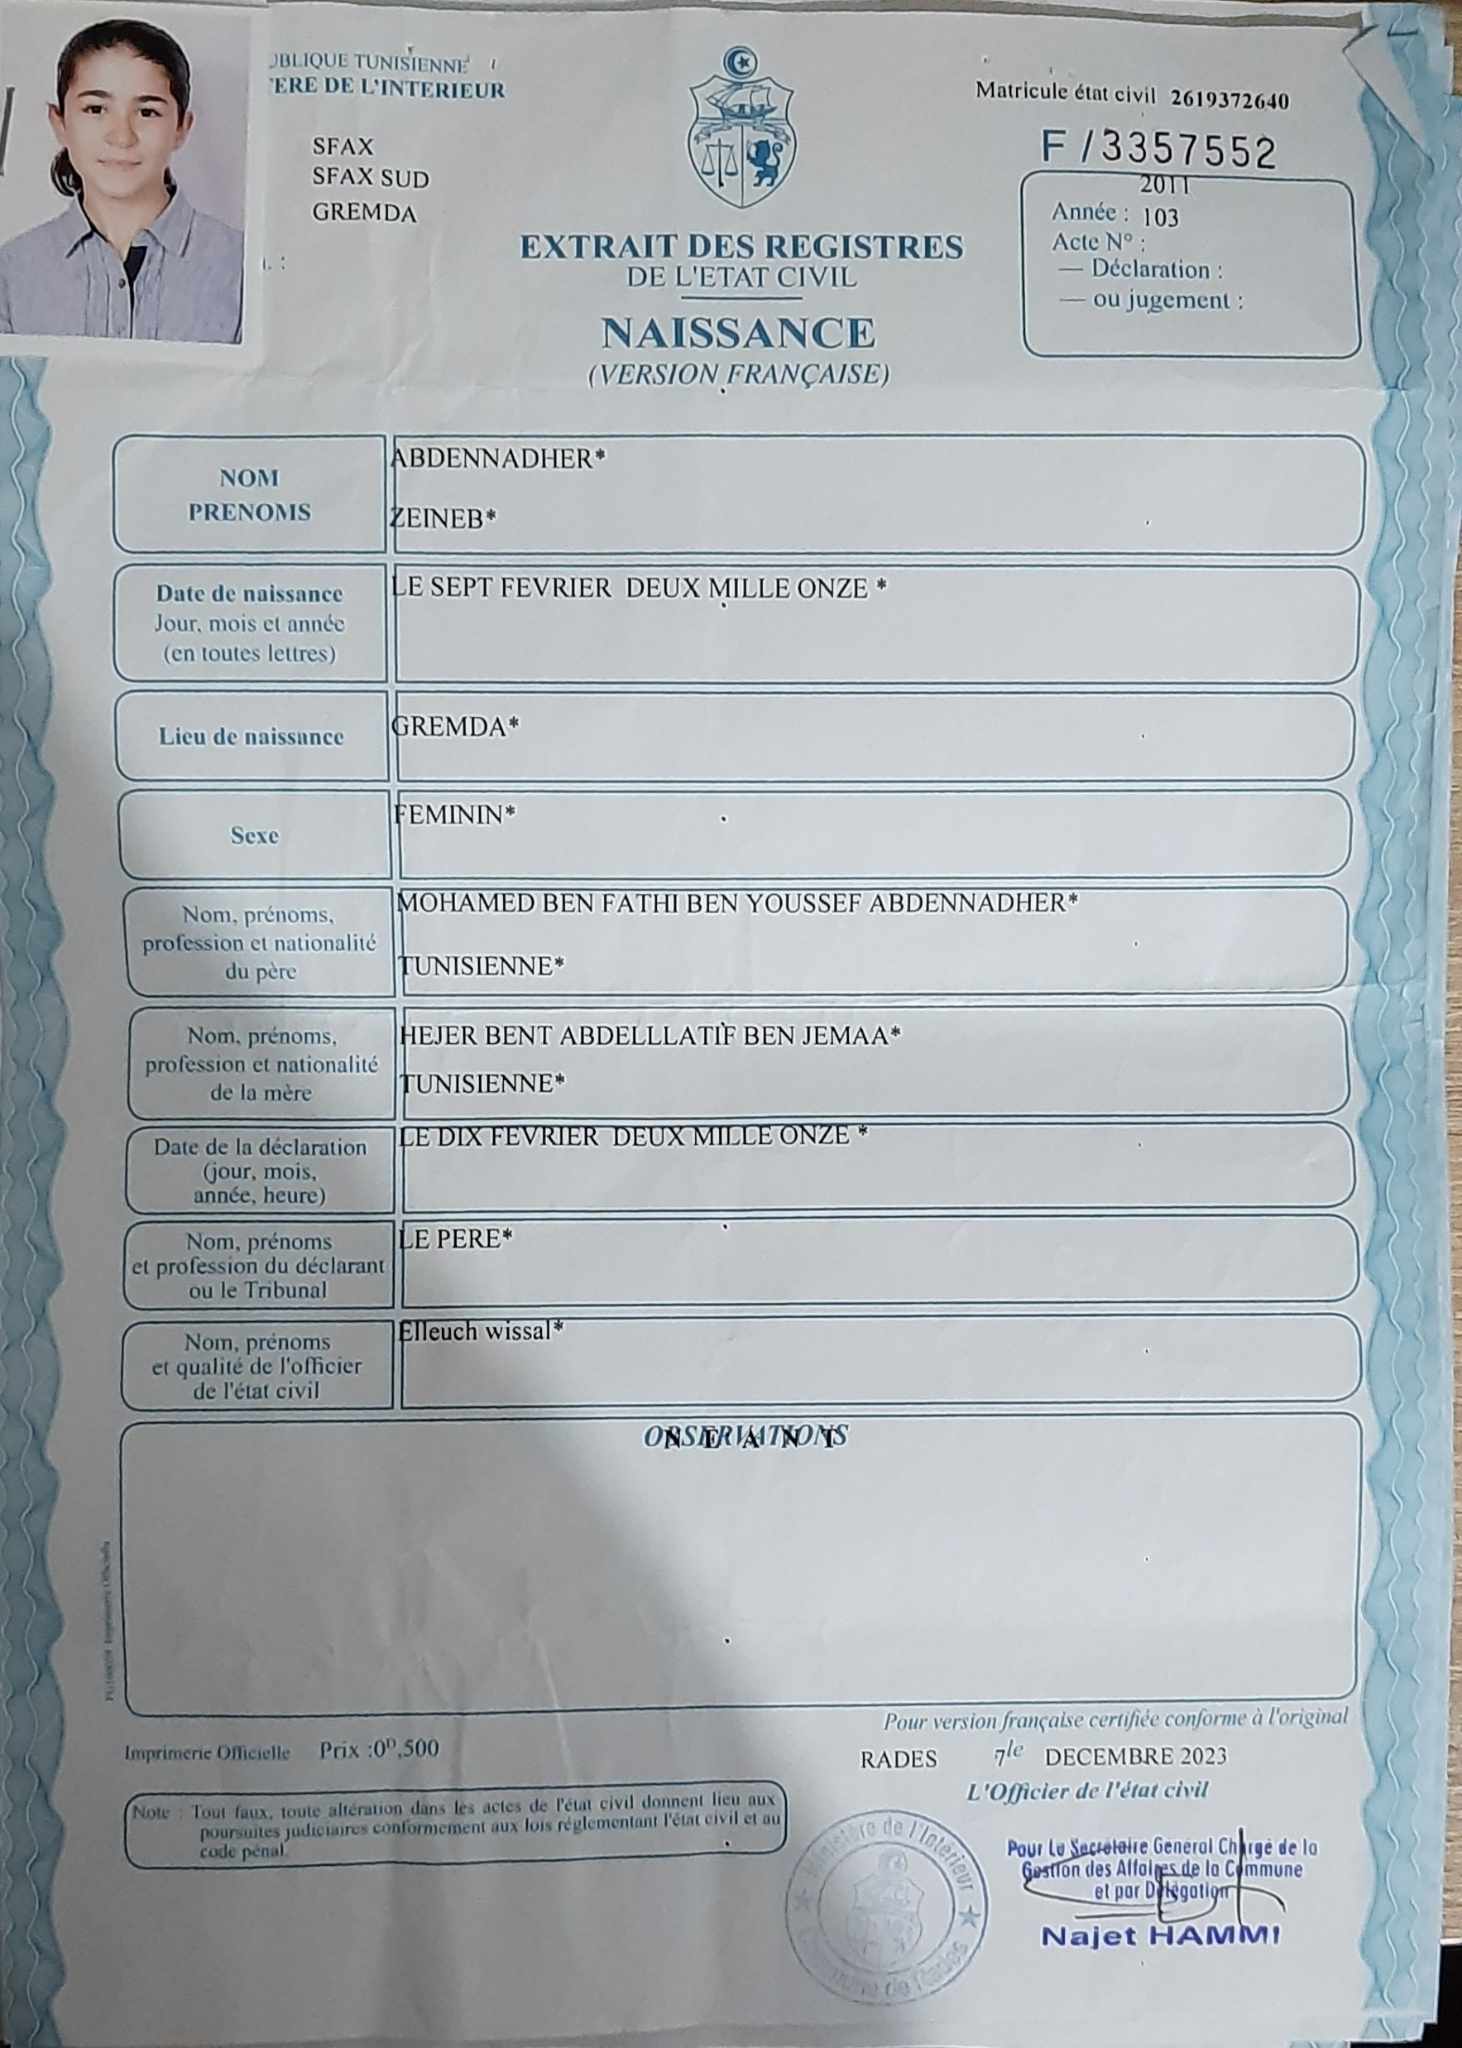 UBLIQUE TUNISIENNE
ERE DE L'INTERIEUR
SFAX
SFAX SUD
GREMDA
Matricule état civil 2619372640
F / 3357552
2011
Année : 103
Acte N° :
— Déclaration :
— ou jugement :
EXTRAIT DES REGISTRES
DE L'ETAT CIVIL
NAISSANCE
(VERSION FRANÇAISE)
NOM
PRENOMS
ABDENNADHER*
ZEINEB*
Date de naissance
Jour, mois et année
(en toutes lettres)
LE SEPT FEVRIER DEUX MILLE ONZE *
Lieu de naissance
GREMDA*
Sexe
FEMININ*
Nom, prénoms,
profession et nationalité
du père
MOHAMED BEN FATHI BEN YOUSSEF ABDENNADHER*
TUNISIENNE*
Nom, prénoms,
profession et nationalité
de la mère
HEJER BENT ABDELLLATIF BEN JEMAA*
TUNISIENNE*
Date de la déclaration
(jour, mois,
année, heure)
LE DIX FEVRIER DEUX MILLE ONZE *
Nom, prénoms
et profession du déclarant
ou le Tribunal
LE PERE*
Nom, prénoms
et qualité de l'officier
de l'état civil
Elleuch wissal*
OBSERVATIONS
N E A N T
Imprimerie Officielle
Pour version française certifiée conforme à l'original
Imprimerie Officielle Prix :0ᴰ,500
RADES 7 le DECEMBRE 2023
L'Officier de l'état civil
Note : Tout faux, toute altération dans les actes de l'état civil donnent lieu aux
poursuites judiciaires conformement aux lois réglementant l'état civil et au
code pénal.
Ministère de l'Intérieur
Commune de Rades
Pour Le Secrétaire Général Chargé de la
Gestion des Affaires de la Commune
et par Délégation
Najet HAMMI